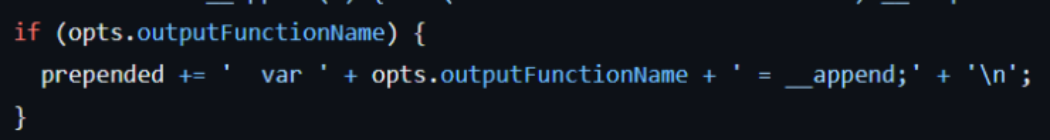 if (opts.outputFunctionName) {
  prepended += '  var ' + opts.outputFunctionName + ' = __append;' + '\n';
}